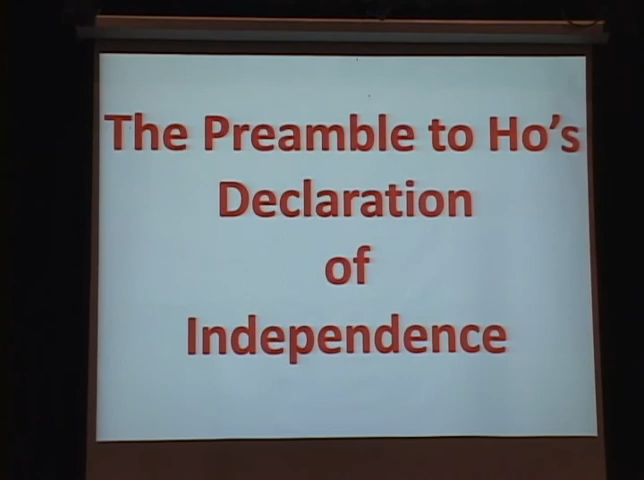 The Preamble to Ho's
Declaration
of
Independence